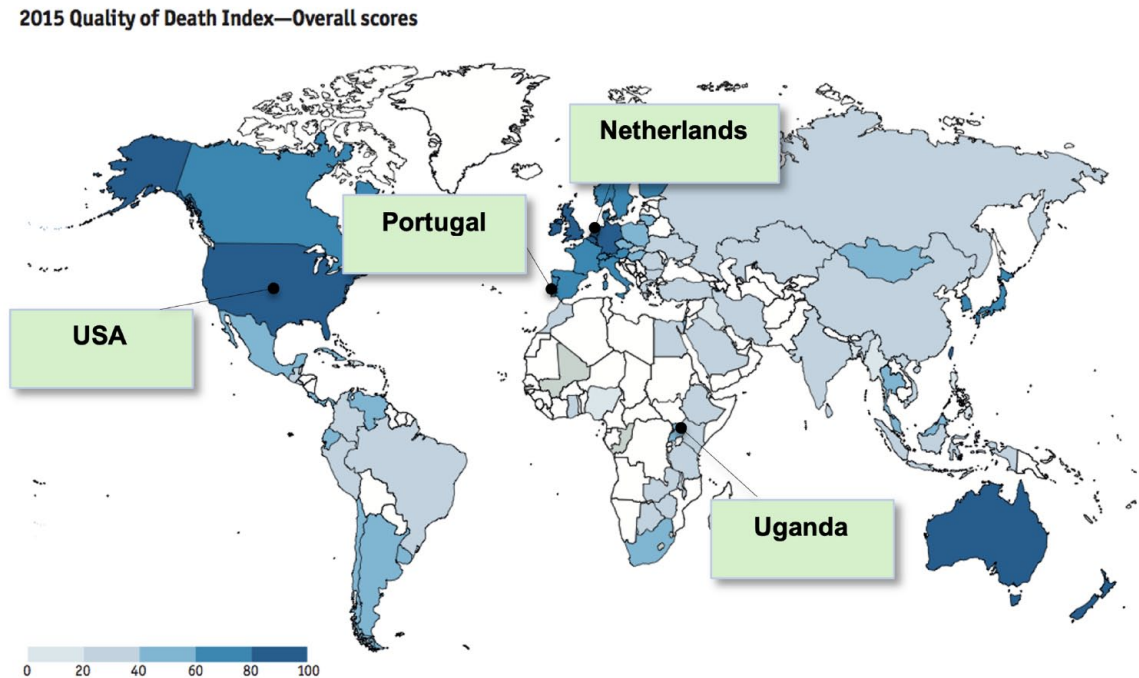 2015 Quality of Death Index—Overall scores
Netherlands
Portugal
USA
Uganda
0 20 40 60 80 100